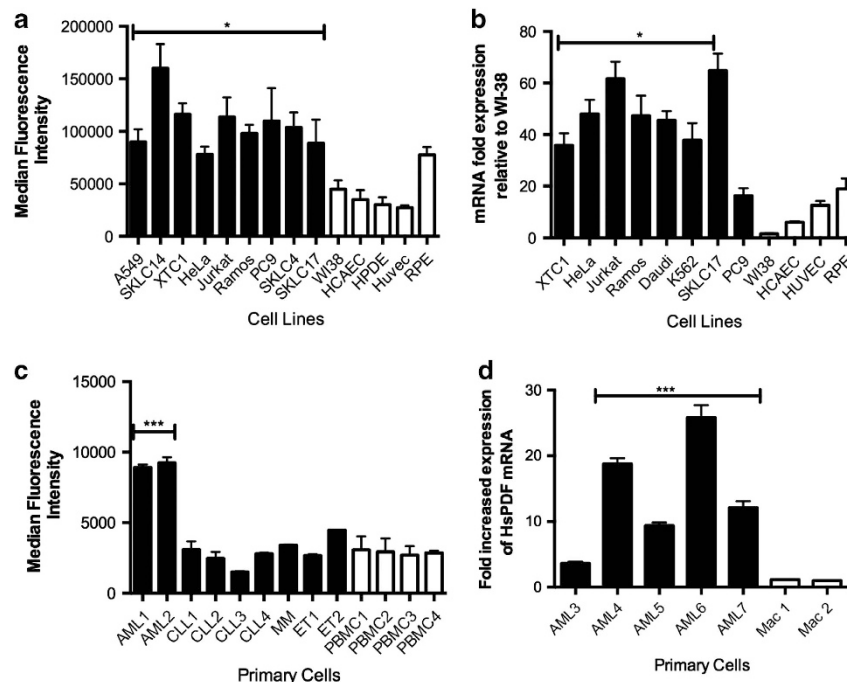 a
*
200000
150000
100000
50000
0
Median Fluorescence
Intensity
A549
SKLC14
XTC1
HeLa
Jurkat
Ramos
PC9
SKLC4
SKLC17
WI38
HCAEC
HPDE
Huvec
RPE
Cell Lines
b
*
80
60
40
20
0
mRNA fold expression
relative to WI-38
XTC1
HeLa
Jurkat
Ramos
Daudi
K562
SKLC17
PC9
WI38
HCAEC
HUVEC
RPE
Cell Lines
c
***
15000
10000
5000
0
Median Fluorescence
Intensity
AML1
AML2
CLL1
CLL2
CLL3
CLL4
MM
ET1
ET2
PBMC1
PBMC2
PBMC3
PBMC4
Primary Cells
d
***
30
20
10
0
Fold increased expression
of HsPDF mRNA
AML3
AML4
AML5
AML6
AML7
Mac 1
Mac 2
Primary Cells